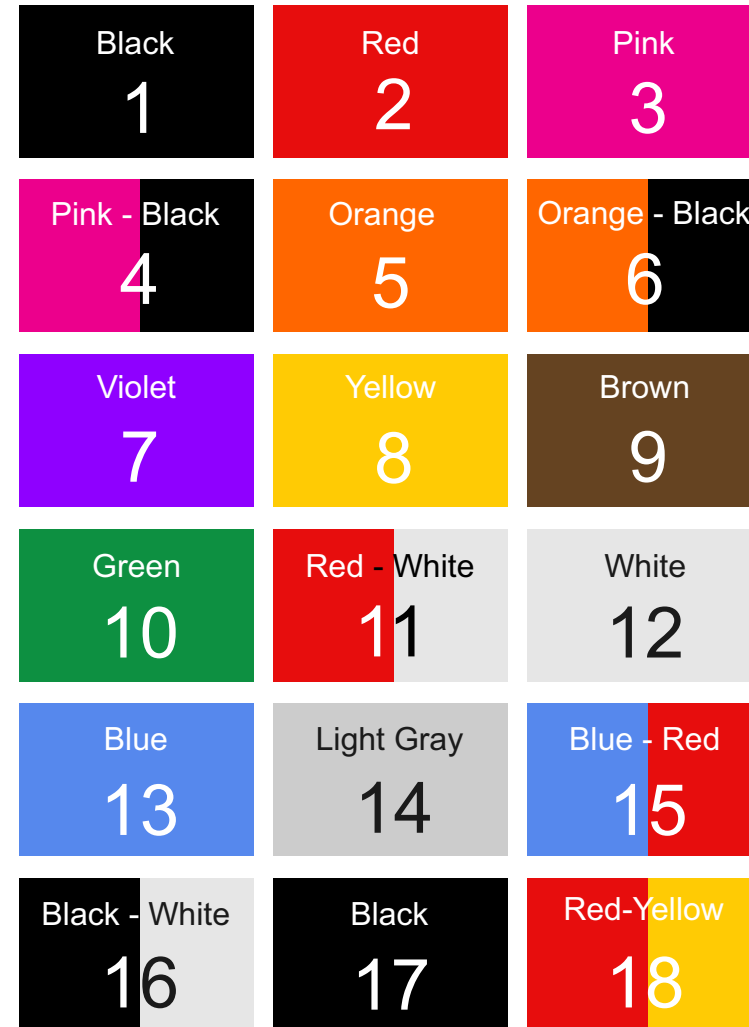 Black
1
Red
2
Pink
3
Pink - Black
4
Orange
5
Orange - Black
6
Violet
7
Yellow
8
Brown
9
Green
10
Red - White
11
White
12
Blue
13
Light Gray
14
Blue - Red
15
Black - White
16
Black
17
Red-Yellow
18